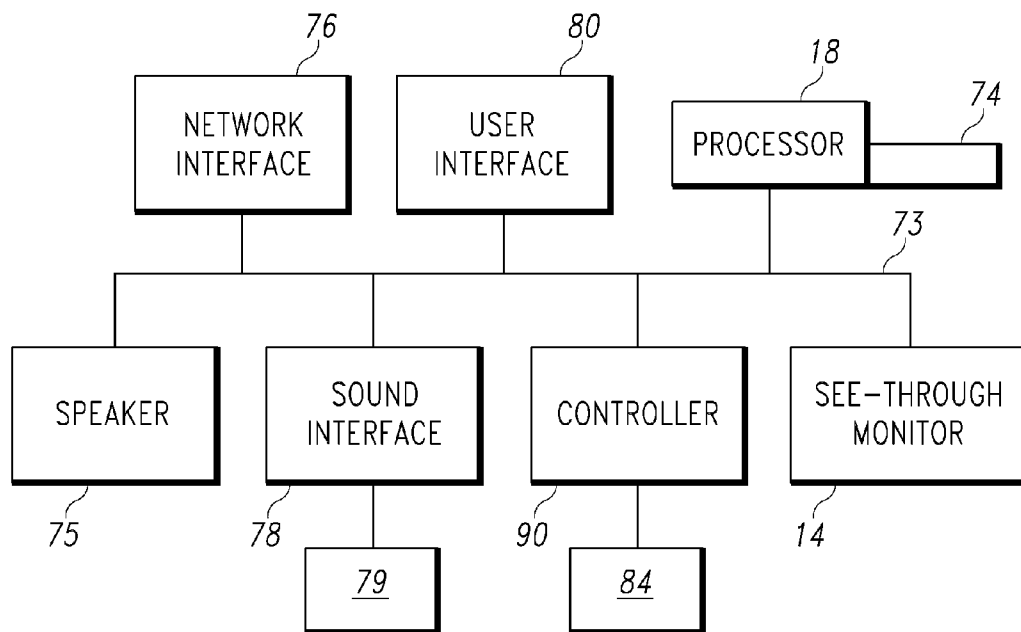 76
80
18
74
NETWORK
INTERFACE
USER
INTERFACE
PROCESSOR
73
SPEAKER
SOUND
INTERFACE
CONTROLLER
SEE-THROUGH
MONITOR
75
78
90
14
79
84